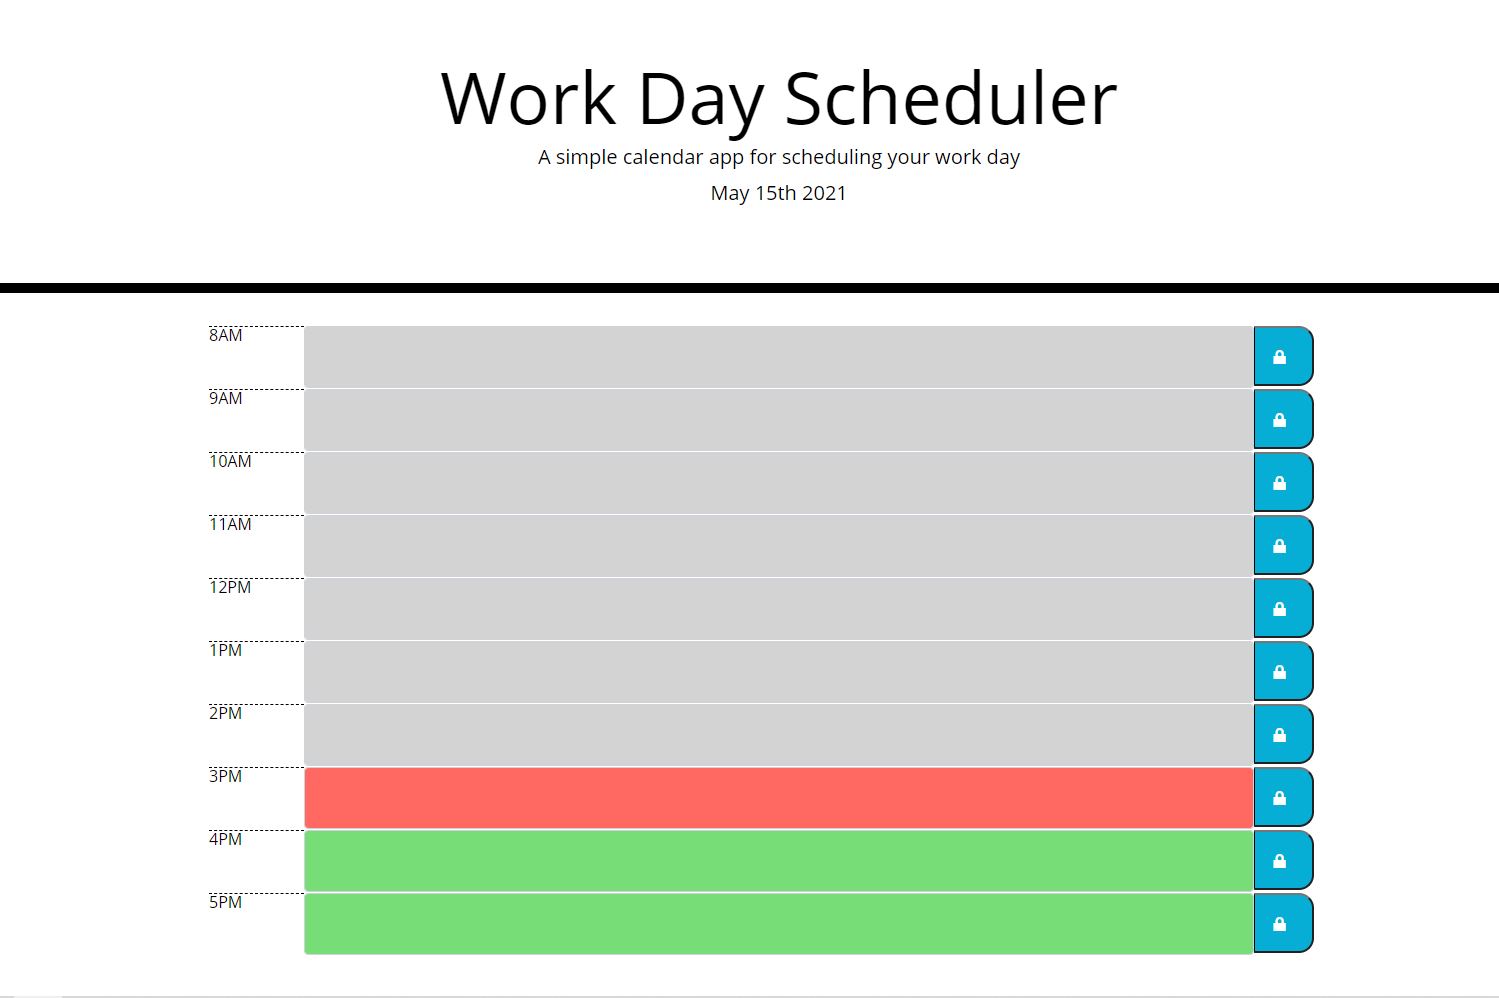 Work Day Scheduler
A simple calendar app for scheduling your work day
May 15th 2021
8AM
9AM
10AM
11AM
12PM
1PM
2PM
3PM
4PM
5PM